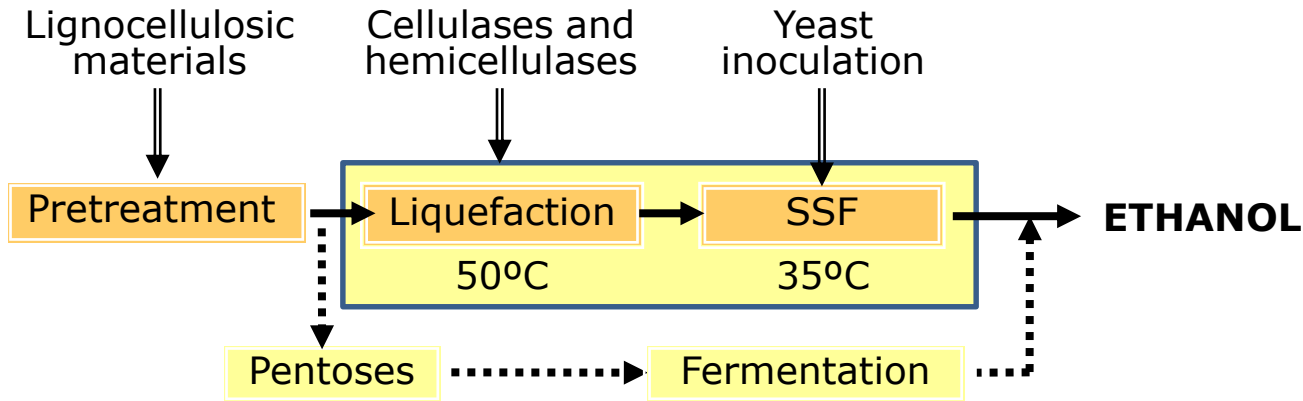 Lignocellulosic
materials
Cellulases and
hemicellulases
Yeast
inoculation
Pretreatment
Liquefaction
SSF
ETHANOL
50ºC
35ºC
Pentoses
Fermentation